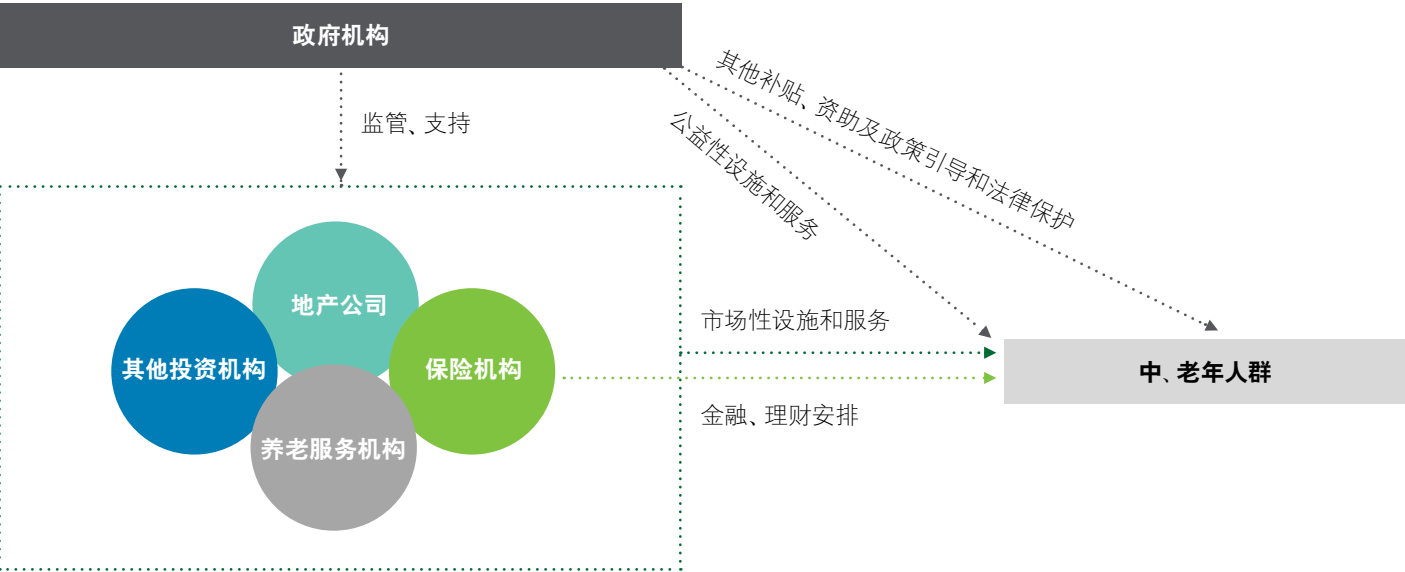 政府机构
其他补贴、资助及政策引导和法律保护
公益性设施和服务
监管、支持
地产公司
其他投资机构
保险机构
养老服务机构
市场性设施和服务
金融、理财安排
中、老年人群